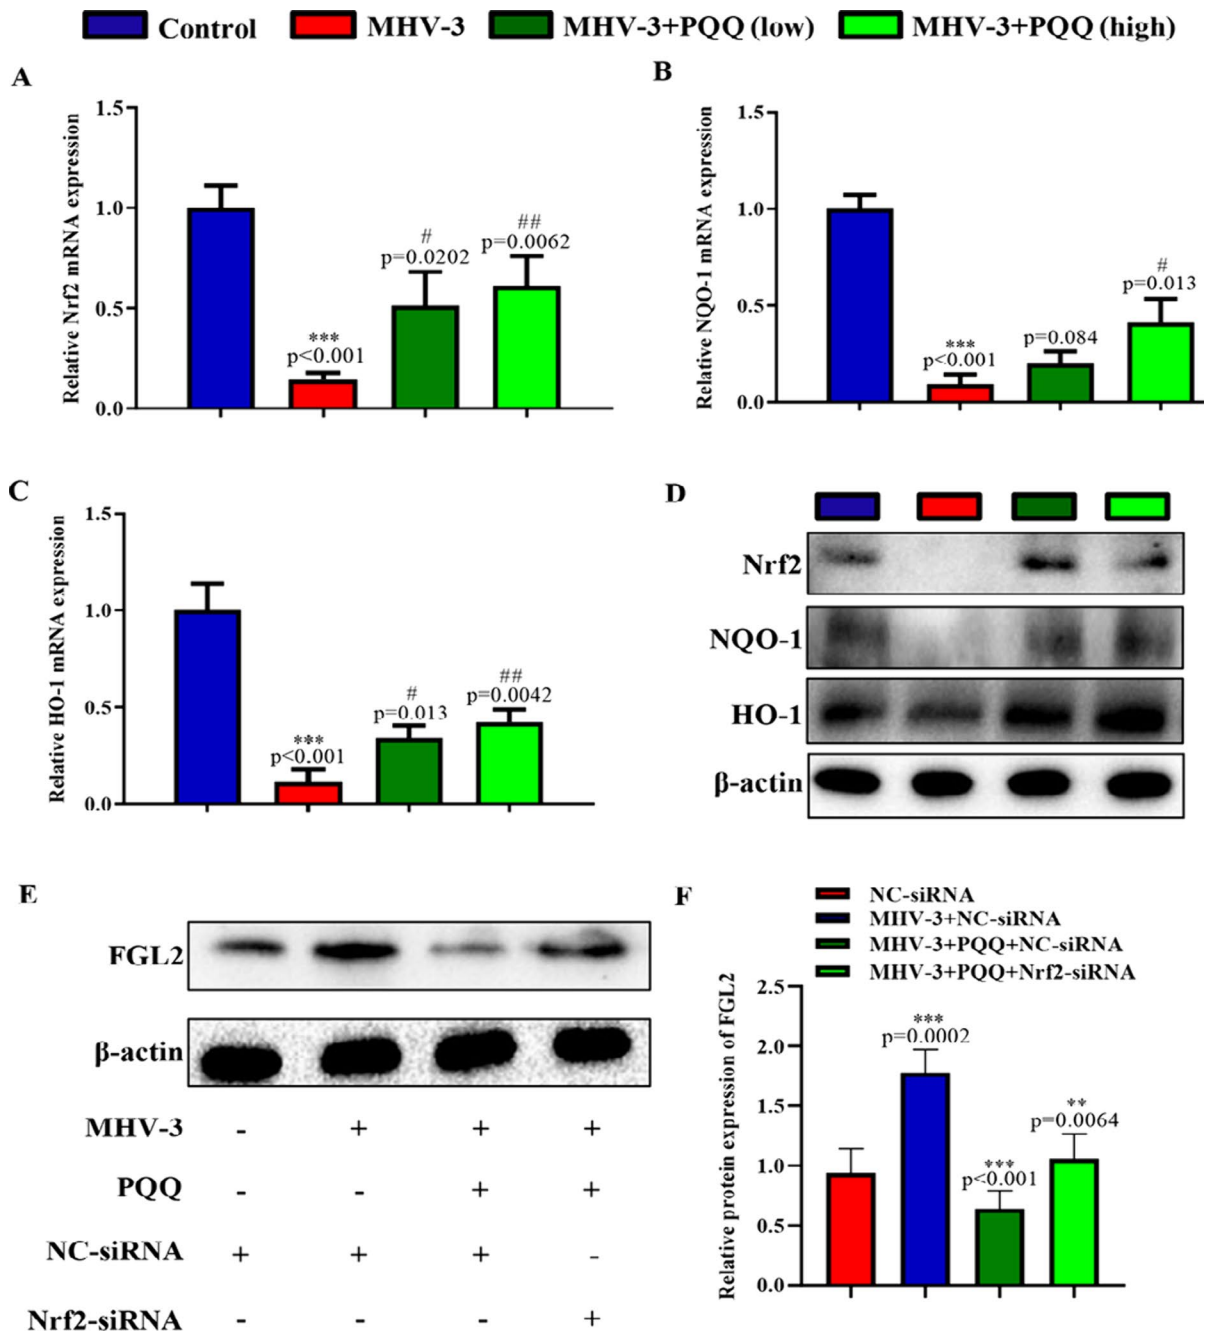 Control MHV-3 MHV-3+PQQ (low) MHV-3+PQQ (high)
A
Relative Nrf2 mRNA expression
1.5
1.0
0.5
0.0
***
p<0.001
#
p=0.0202
##
p=0.0062
B
Relative NQO-1 mRNA expression
1.5
1.0
0.5
0.0
***
p<0.001
p=0.084
#
p=0.013
C
Relative HO-1 mRNA expression
1.5
1.0
0.5
0.0
***
p<0.001
#
p=0.013
##
p=0.0042
D
Nrf2
NQO-1
HO-1
β-actin
E
FGL2
β-actin
MHV-3 - + + +
PQQ - - + +
NC-siRNA + + + -
Nrf2-siRNA - - - +
F
NC-siRNA
MHV-3+NC-siRNA
MHV-3+PQQ+NC-siRNA
MHV-3+PQQ+Nrf2-siRNA
Relative protein expression of FGL2
2.5
2.0
1.5
1.0
0.5
0.0
***
p=0.0002
***
p<0.001
**
p=0.0064